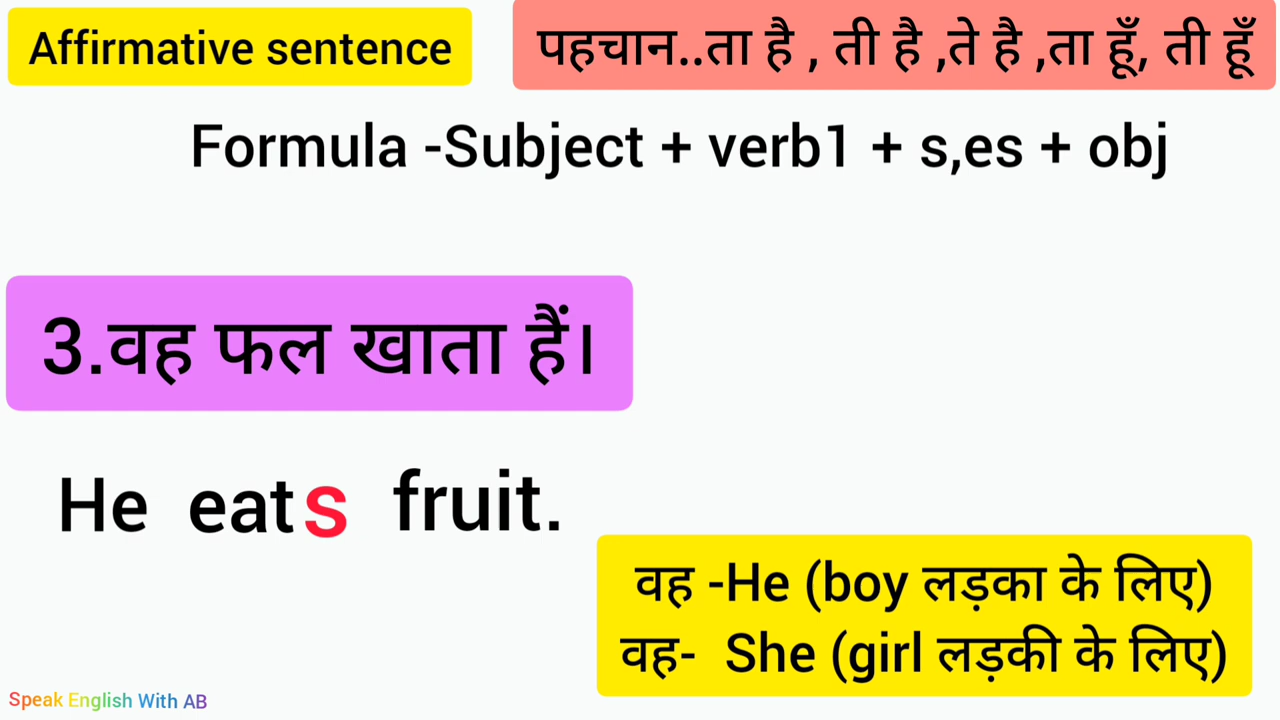 Affirmative sentence
पहचान..ता है , ती है ,ते है ,ता हूँ, ती हूँ
Formula -Subject + verb1 + s,es + obj
3.वह फल खाता हैं।
He eats fruit.
वह -He (boy लड़का के लिए)
वह- She (girl लड़की के लिए)
Speak English With AB